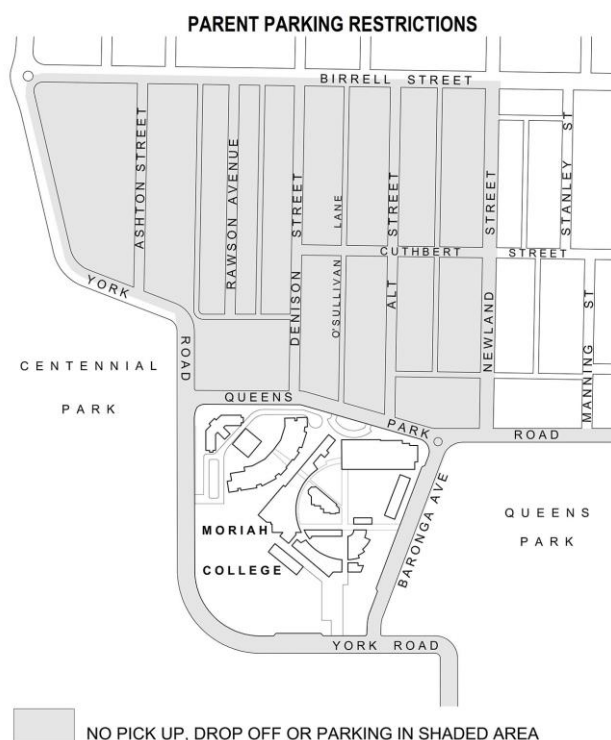 PARENT PARKING RESTRICTIONS
BIRRELL STREET
ASHTON STREET
RAWSON AVENUE
DENISON STREET
O'SULLIVAN LANE
ALT STREET
NEWLAND STREET
STANLEY ST
CUTHBERT STREET
MANNING ST
YORK ROAD
CENTENNIAL
PARK
QUEENS PARK ROAD
MORIAH
COLLEGE
BARONGA AVE
QUEENS
PARK
YORK ROAD
NO PICK UP, DROP OFF OR PARKING IN SHADED AREA